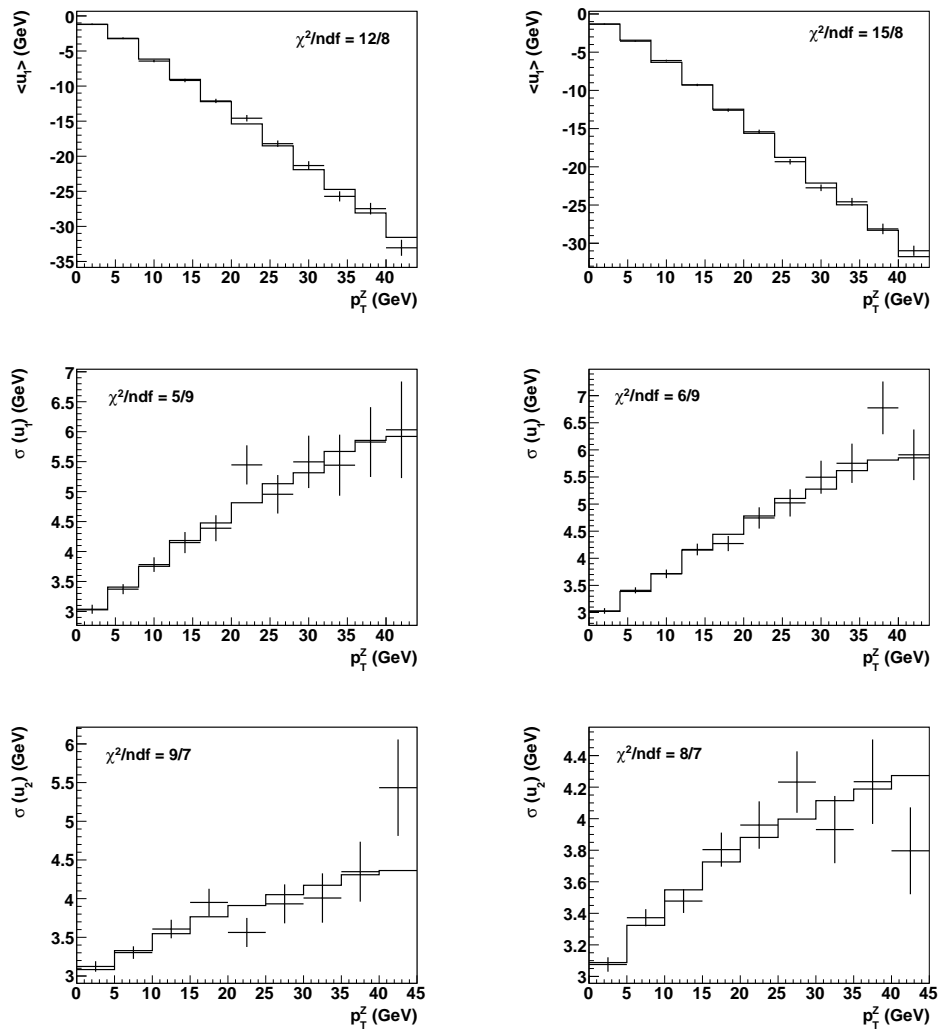 <u₁> (GeV)
χ²/ndf = 12/8
0
-5
-10
-15
-20
-25
-30
-35
0 5 10 15 20 25 30 35 40
p_T^Z (GeV)
<u₁> (GeV)
χ²/ndf = 15/8
0
-5
-10
-15
-20
-25
-30
0 5 10 15 20 25 30 35 40
p_T^Z (GeV)
σ (u₁) (GeV)
χ²/ndf = 5/9
7
6.5
6
5.5
5
4.5
4
3.5
3
0 5 10 15 20 25 30 35 40
p_T^Z (GeV)
σ (u₁) (GeV)
χ²/ndf = 6/9
7
6.5
6
5.5
5
4.5
4
3.5
3
0 5 10 15 20 25 30 35 40
p_T^Z (GeV)
σ (u₂) (GeV)
χ²/ndf = 9/7
6
5.5
5
4.5
4
3.5
3
0 5 10 15 20 25 30 35 40 45
p_T^Z (GeV)
σ (u₂) (GeV)
χ²/ndf = 8/7
4.4
4.2
4
3.8
3.6
3.4
3.2
3
0 5 10 15 20 25 30 35 40 45
p_T^Z (GeV)